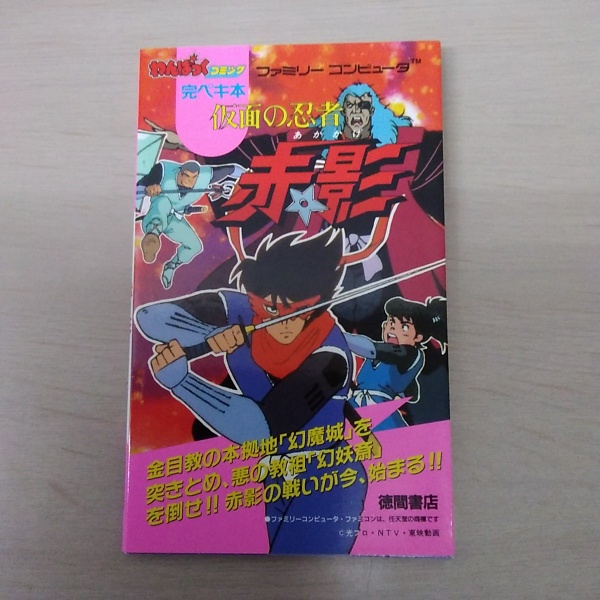 わんぱっくコミック
ファミリー コンピュータ™
完ペキ本
仮面の忍者
あかかげ
赤影
金目教の本拠地「幻魔城」を
突きとめ、悪の教祖「幻妖斎」
を倒せ!! 赤影の戦いが今、始まる!!
徳間書店
●ファミリーコンピュータ・ファミコンは、任天堂の商標です
©光プロ・NTV・東映動画